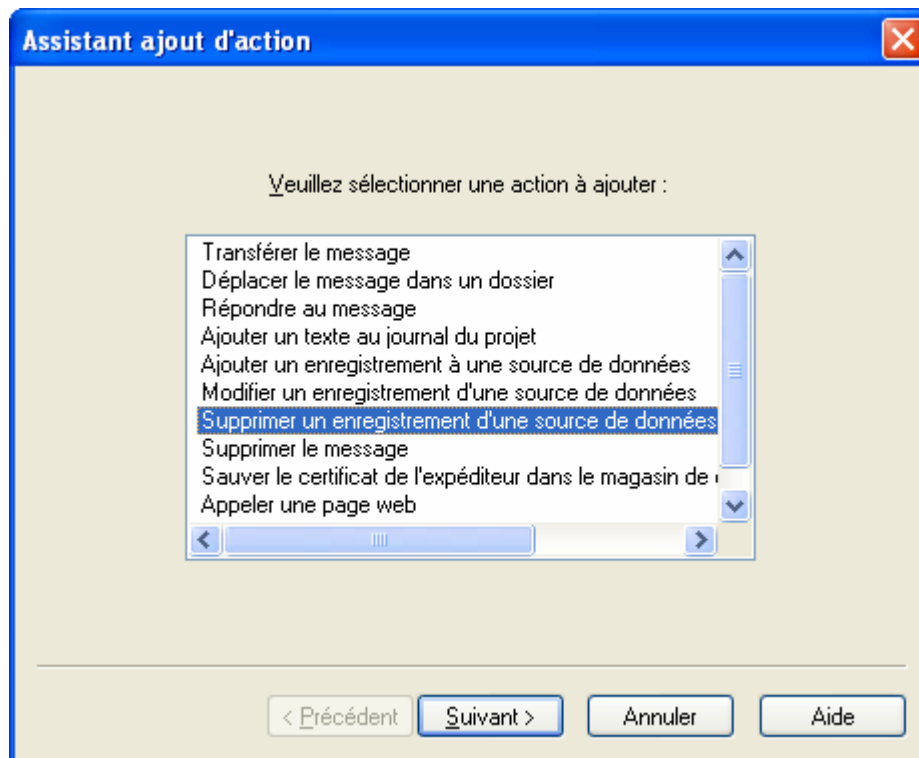 Assistant ajout d'action
Veuillez sélectionner une action à ajouter :
Transférer le message
Déplacer le message dans un dossier
Répondre au message
Ajouter un texte au journal du projet
Ajouter un enregistrement à une source de données
Modifier un enregistrement d'une source de données
Supprimer un enregistrement d'une source de données
Supprimer le message
Sauver le certificat de l'expéditeur dans le magasin de
Appeler une page web
< Précédent Suivant > Annuler Aide